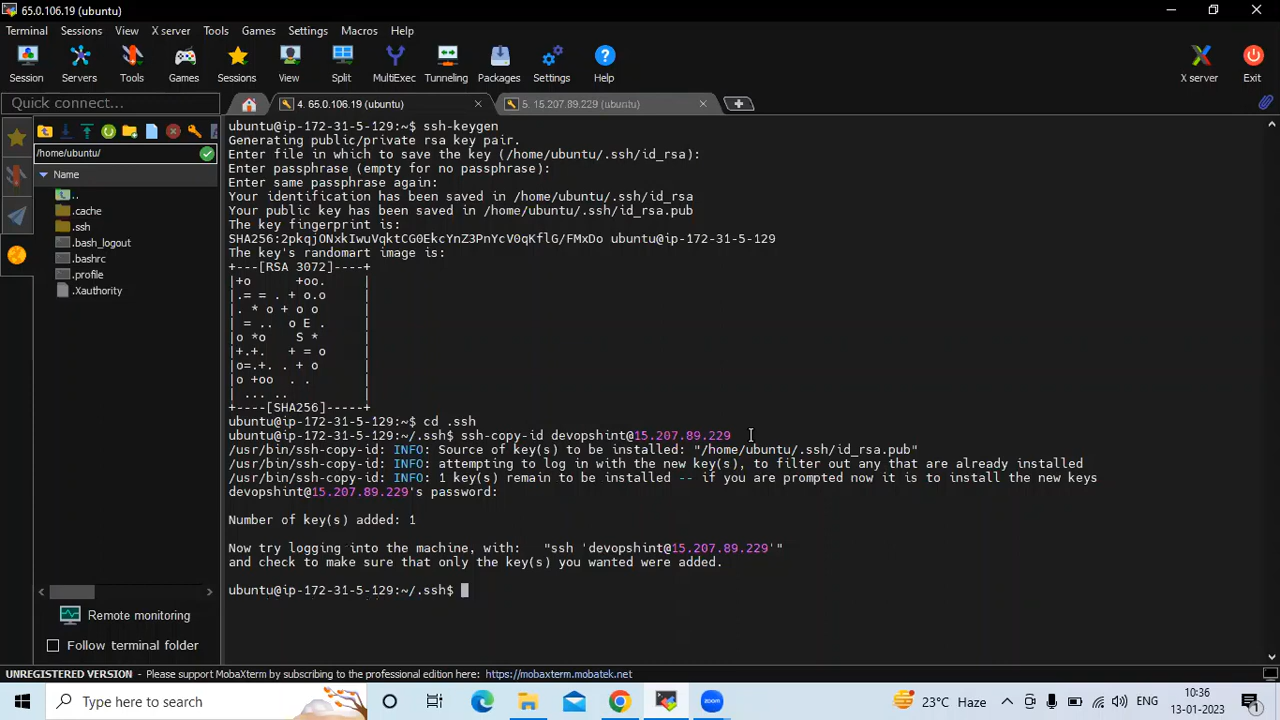 65.0.106.19 (ubuntu)
Terminal Sessions View X server Tools Games Settings Macros Help
Session Servers Tools Games Sessions View Split MultiExec Tunneling Packages Settings Help X server Exit
Quick connect...
4. 65.0.106.19 (ubuntu)
5. 15.207.89.229 (ubuntu)
/home/ubuntu/
Name
..
.cache
.ssh
.bash_logout
.bashrc
.profile
.Xauthority
Remote monitoring
Follow terminal folder
ubuntu@ip-172-31-5-129:~$ ssh-keygen
Generating public/private rsa key pair.
Enter file in which to save the key (/home/ubuntu/.ssh/id_rsa):
Enter passphrase (empty for no passphrase):
Enter same passphrase again:
Your identification has been saved in /home/ubuntu/.ssh/id_rsa
Your public key has been saved in /home/ubuntu/.ssh/id_rsa.pub
The key fingerprint is:
SHA256:2pkqjONxkIwuVqktCG0EkcYnZ3PnYcV0qKflG/FMxDo ubuntu@ip-172-31-5-129
The key's randomart image is:
+---[RSA 3072]----+
|+o      +oo.     |
|.= = . + o.o     |
|. * o + o o      |
| = ..  o E .     |
|o *o    S *      |
|+.+.   + = o     |
|o=.+. . + o      |
|o +oo  . .       |
| ... ..          |
+----[SHA256]-----+
ubuntu@ip-172-31-5-129:~$ cd .ssh
ubuntu@ip-172-31-5-129:~/.ssh$ ssh-copy-id devopshint@15.207.89.229
/usr/bin/ssh-copy-id: INFO: Source of key(s) to be installed: "/home/ubuntu/.ssh/id_rsa.pub"
/usr/bin/ssh-copy-id: INFO: attempting to log in with the new key(s), to filter out any that are already installed
/usr/bin/ssh-copy-id: INFO: 1 key(s) remain to be installed -- if you are prompted now it is to install the new keys
devopshint@15.207.89.229's password:
Number of key(s) added: 1
Now try logging into the machine, with:   "ssh 'devopshint@15.207.89.229'"
and check to make sure that only the key(s) you wanted were added.
ubuntu@ip-172-31-5-129:~/.ssh$
UNREGISTERED VERSION - Please support MobaXterm by subscribing to the professional edition here: https://mobaxterm.mobatek.net
Type here to search
zoom
23°C Haze
10:36
13-01-2023
1